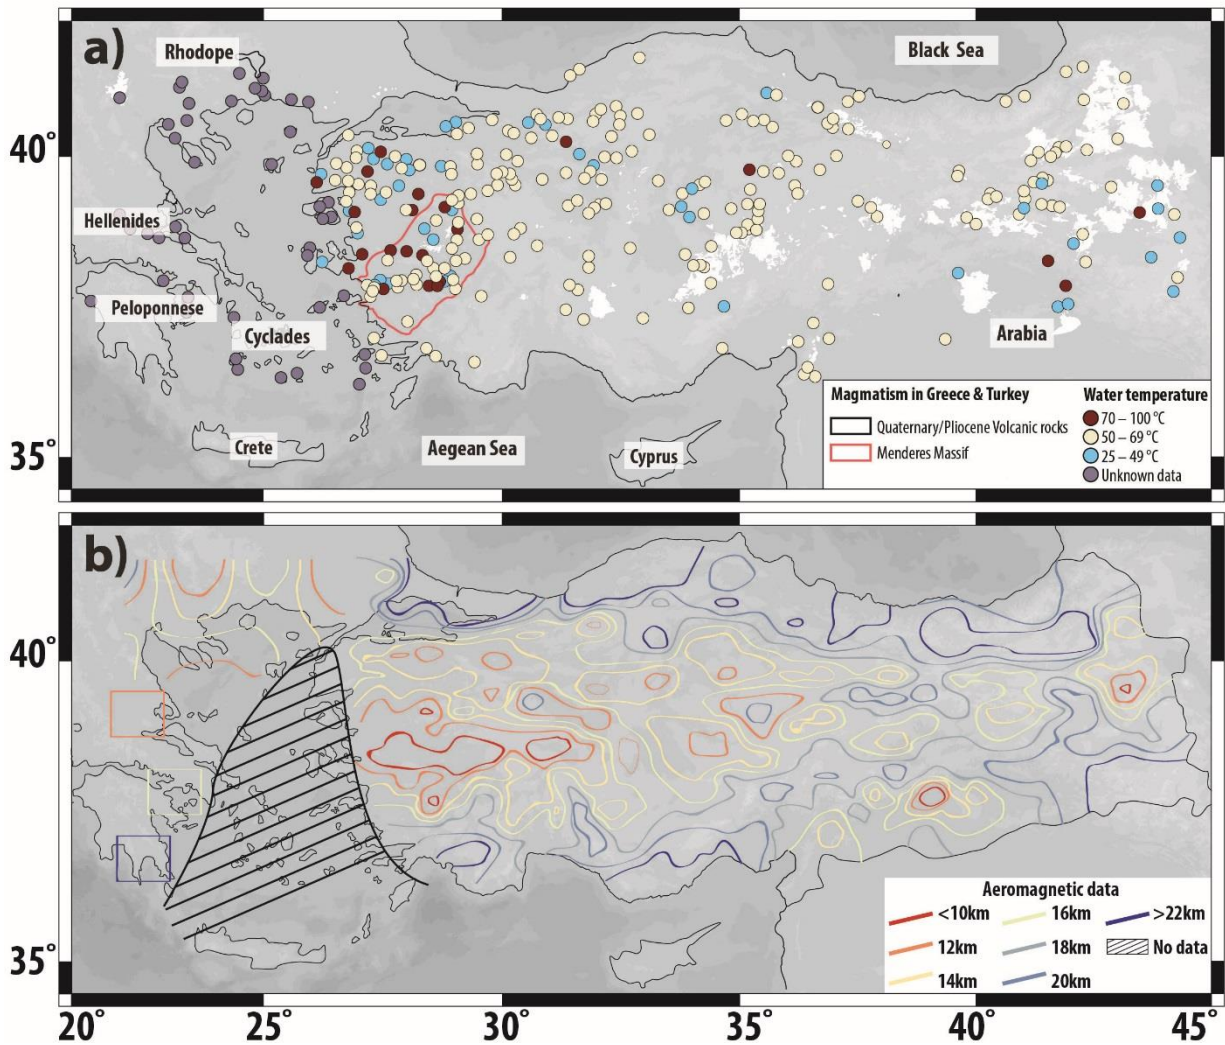 a)
Rhodope
Black Sea
40°
Hellenides
Peloponnese
Cyclades
Arabia
Crete
Aegean Sea
Cyprus
35°
Magmatism in Greece & Turkey
Quaternary/Pliocene Volcanic rocks
Menderes Massif
Water temperature
70 – 100 °C
50 – 69 °C
25 – 49 °C
Unknown data
b)
40°
35°
Aeromagnetic data
<10km
12km
14km
16km
18km
20km
>22km
No data
20° 25° 30° 35° 40° 45°